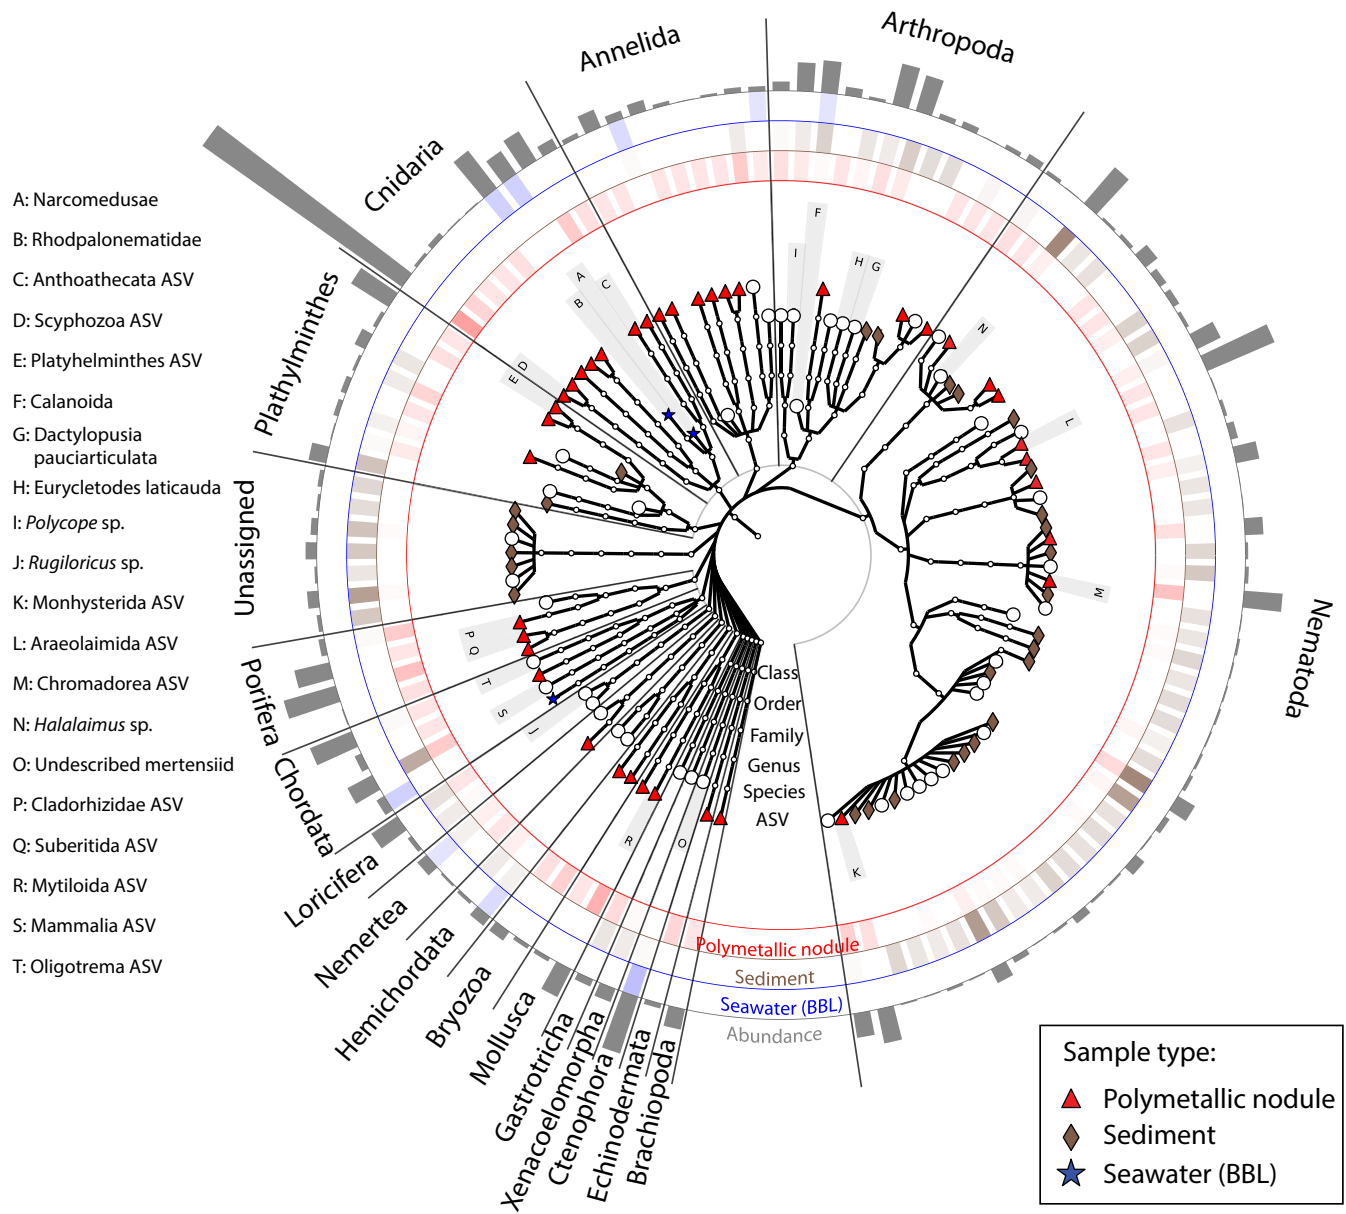 Annelida
Arthropoda
Cnidaria
Plathylminthes
Unassigned
Porifera
Chordata
Loricifera
Nemertea
Hemichordata
Bryozoa
Mollusca
Gastrotricha
Xenacoelomorpha
Ctenophora
Echinodermata
Brachiopoda
Nematoda
A: Narcomedusae
B: Rhodpalonematidae
C: Anthoathecata ASV
D: Scyphozoa ASV
E: Platyhelminthes ASV
F: Calanoida
G: Dactylopusia
pauciarticulata
H: Eurycletodes laticauda
I: Polycope sp.
J: Rugiloricus sp.
K: Monhysterida ASV
L: Araeolaimida ASV
M: Chromadorea ASV
N: Halalaimus sp.
O: Undescribed mertensiid
P: Cladorhizidae ASV
Q: Suberitida ASV
R: Mytiloida ASV
S: Mammalia ASV
T: Oligotrema ASV
A
B
C
D
E
F
I
H
G
N
L
M
K
O
R
J
S
T
P
Q
Class
Order
Family
Genus
Species
ASV
Polymetallic nodule
Sediment
Seawater (BBL)
Abundance
Sample type:
Polymetallic nodule
Sediment
Seawater (BBL)